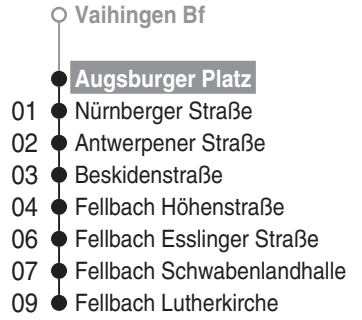 Vaihingen Bf
Augsburger Platz
01 Nürnberger Straße
02 Antwerpener Straße
03 Beskidenstraße
04 Fellbach Höhenstraße
06 Fellbach Esslinger Straße
07 Fellbach Schwabenlandhalle
09 Fellbach Lutherkirche